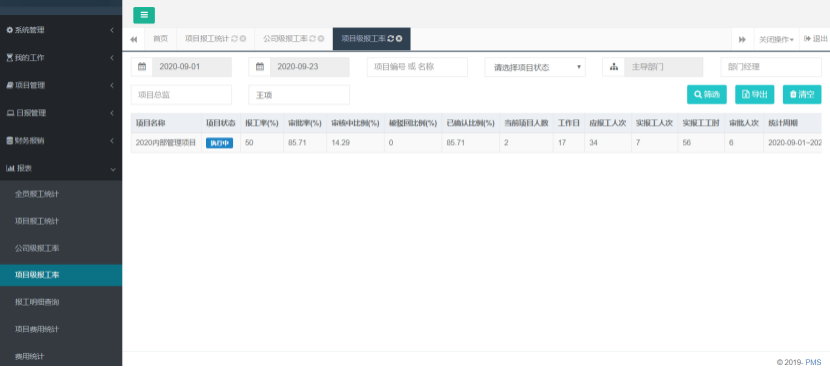 系统管理
我的工作
项目管理
日报管理
财务报销
报表
全员报工统计
项目报工统计
公司级报工率
项目级报工率
报工明细查询
项目费用统计
费用统计
首页 项目报工统计 公司级报工率 项目级报工率 关闭操作 退出
2020-09-01 2020-09-23 项目编号 或 名称 请选择项目状态 主导部门 部门经理
项目总监 王璐 筛选 导出 清空
项目名称 项目状态 报工率(%) 审批率(%) 审核中比例(%) 被驳回比例(%) 已确认比例(%) 当前项目人数 工作日 应报工人次 实报工人次 实报工工时 审批人次 统计周期
2020内部管理项目 执行中 50 85.71 14.29 0 85.71 2 17 34 7 56 6 2020-09-01~202
© 2019- PMS